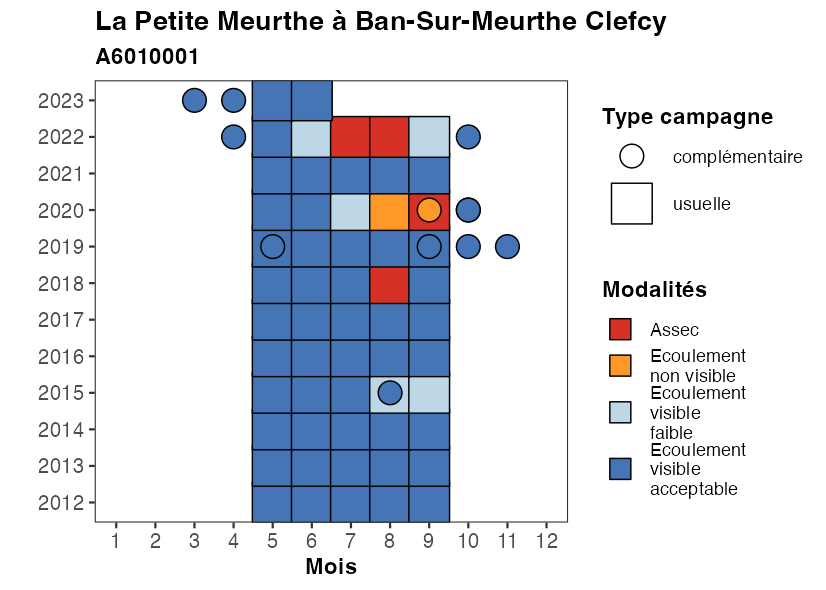 La Petite Meurthe à Ban-Sur-Meurthe Clefcy
A6010001
2023
2022
2021
2020
2019
2018
2017
2016
2015
2014
2013
2012
1 2 3 4 5 6 7 8 9 10 11 12
Mois
Type campagne
complémentaire
usuelle
Modalités
Assec
Ecoulement
non visible
Ecoulement
visible
faible
Ecoulement
visible
acceptable